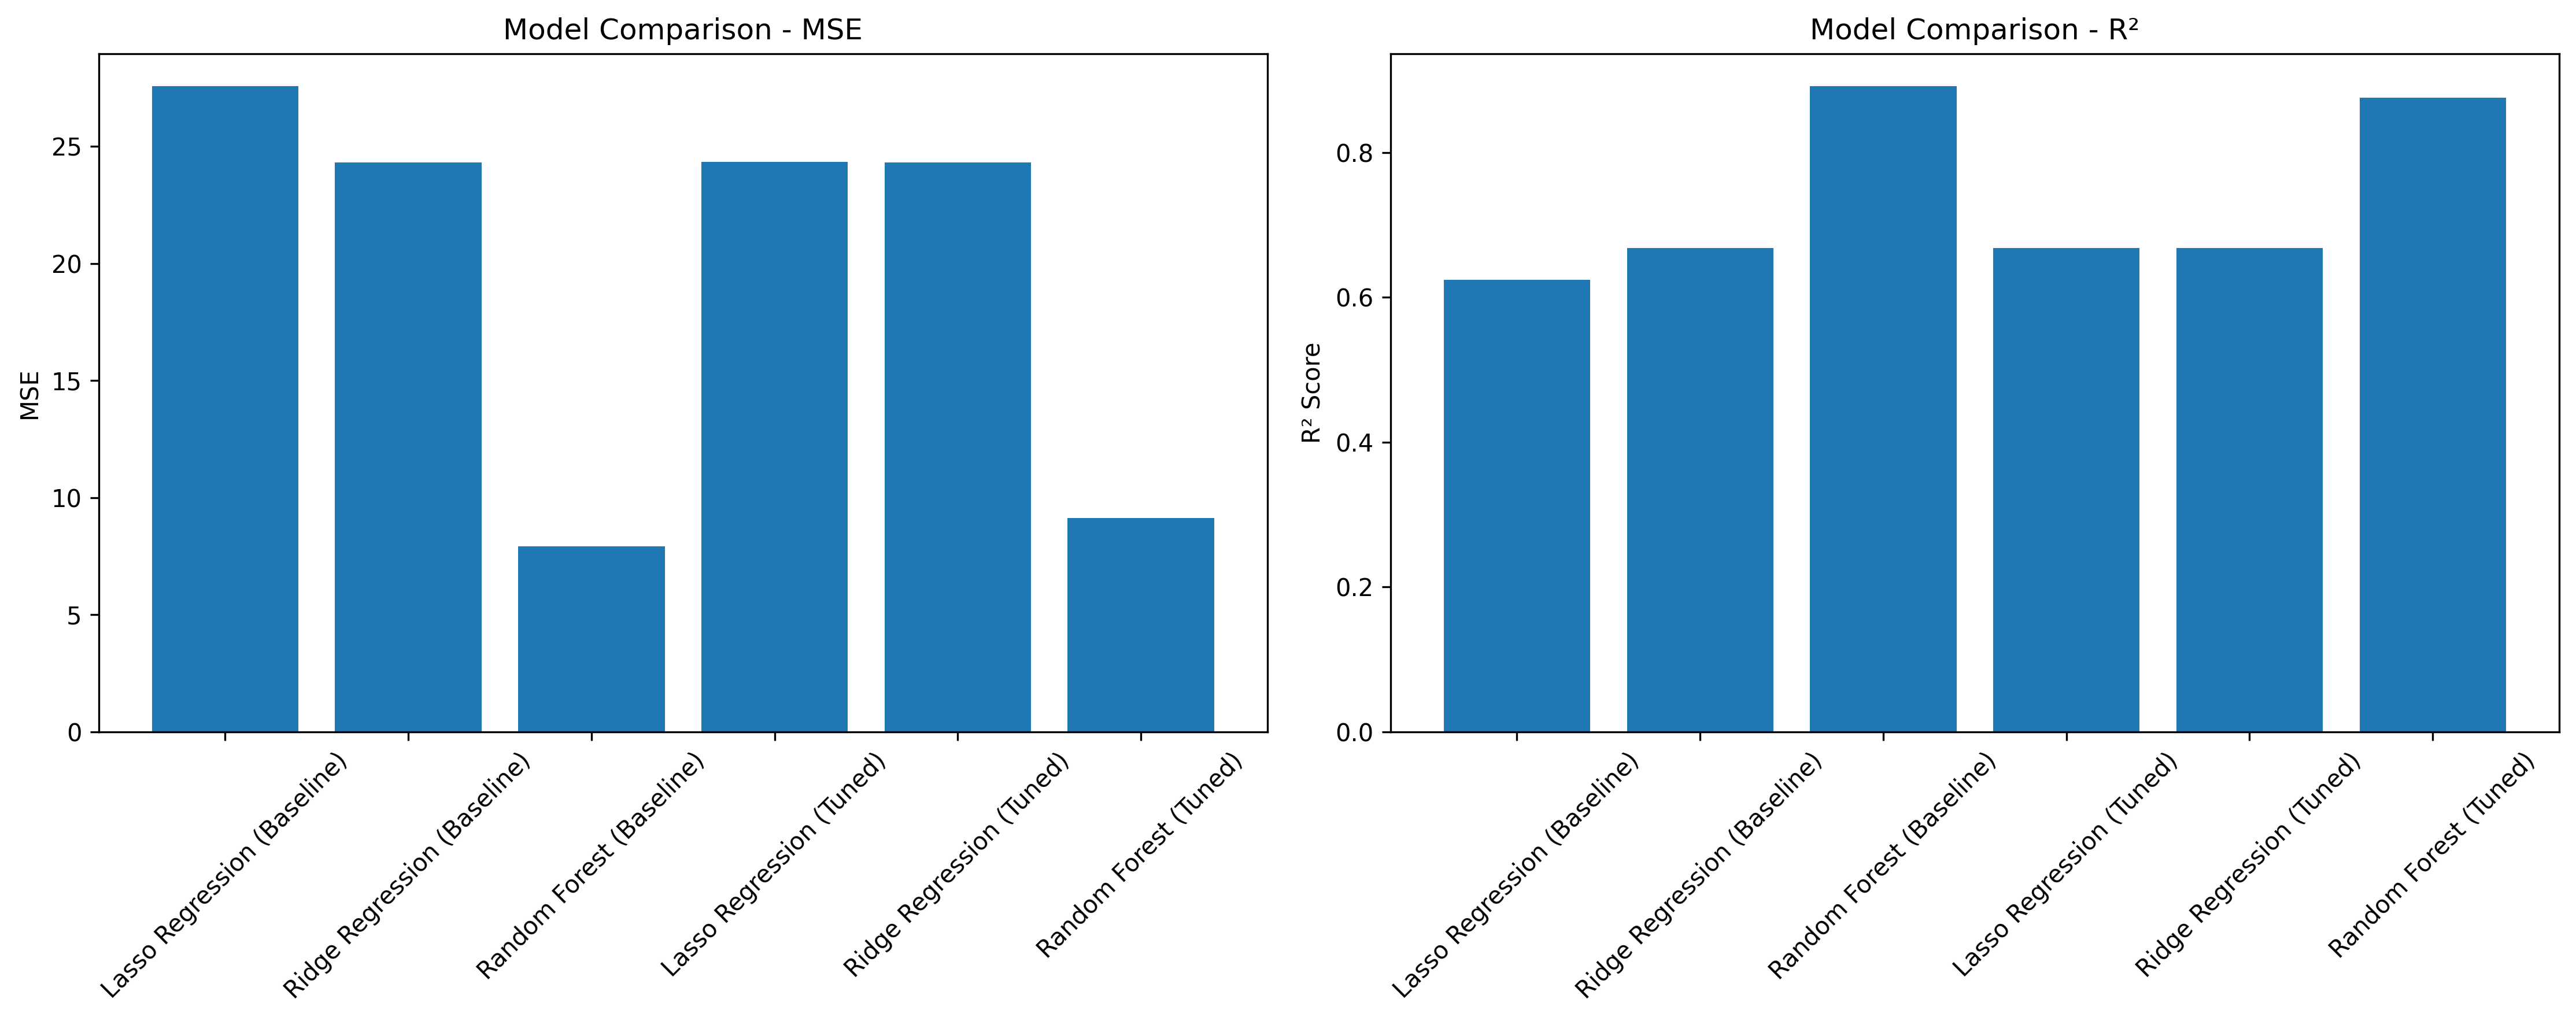 Model Comparison - MSE
MSE
25
20
15
10
5
0
Lasso Regression (Baseline)
Ridge Regression (Baseline)
Random Forest (Baseline)
Lasso Regression (Tuned)
Ridge Regression (Tuned)
Random Forest (Tuned)
Model Comparison - R²
R² Score
0.8
0.6
0.4
0.2
0.0
Lasso Regression (Baseline)
Ridge Regression (Baseline)
Random Forest (Baseline)
Lasso Regression (Tuned)
Ridge Regression (Tuned)
Random Forest (Tuned)